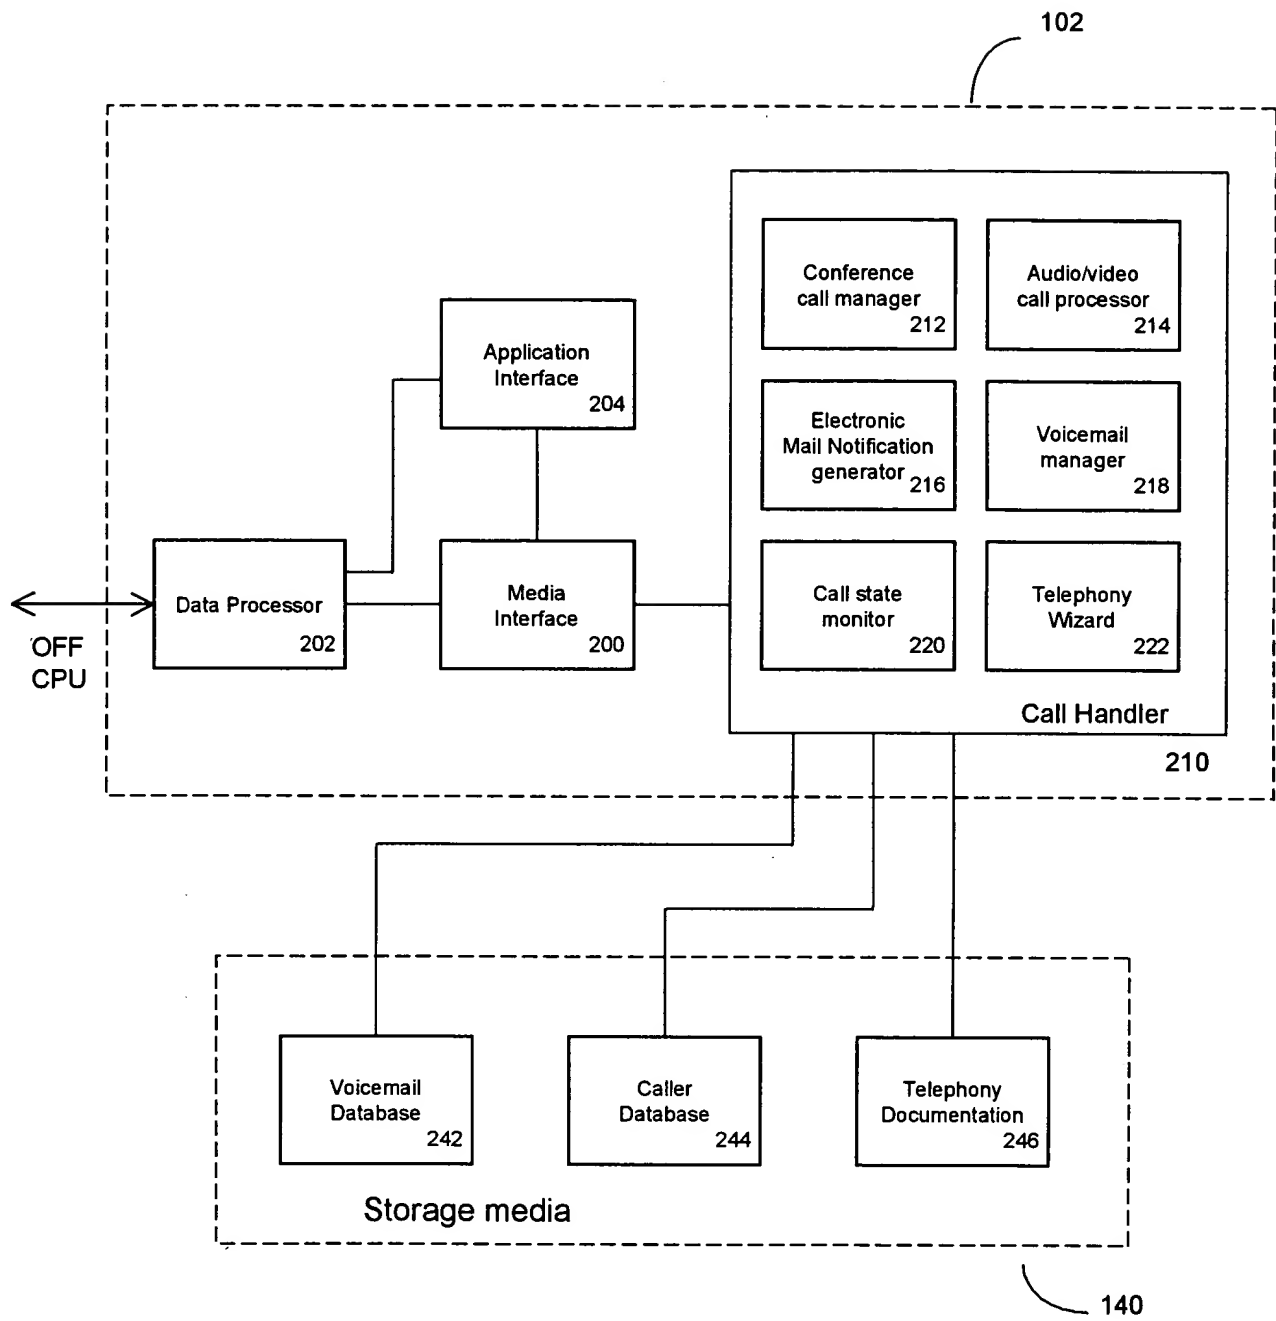 102
Conference
call manager
212
Audio/video
call processor
214
Application
Interface
204
Electronic
Mail Notification
generator
216
Voicemail
manager
218
Data Processor
202
Media
Interface
200
Call state
monitor
220
Telephony
Wizard
222
OFF
CPU
Call Handler
210
Voicemail
Database
242
Caller
Database
244
Telephony
Documentation
246
Storage media
140